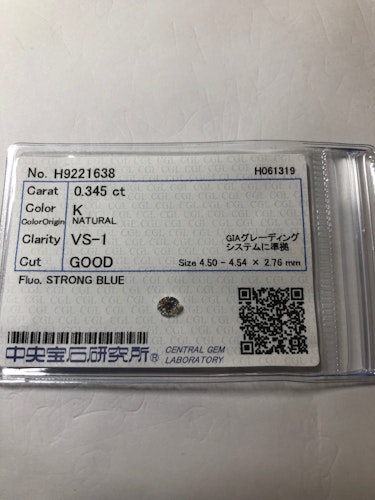 No. H9221638 H061319
Carat 0.345 ct
Color K
ColorOrigin NATURAL
Clarity VS-1 GIAグレーディング
システムに準拠
Cut GOOD Size 4.50 - 4.54 × 2.76 mm
Fluo. STRONG BLUE
中央宝石研究所® CENTRAL GEM
LABORATORY